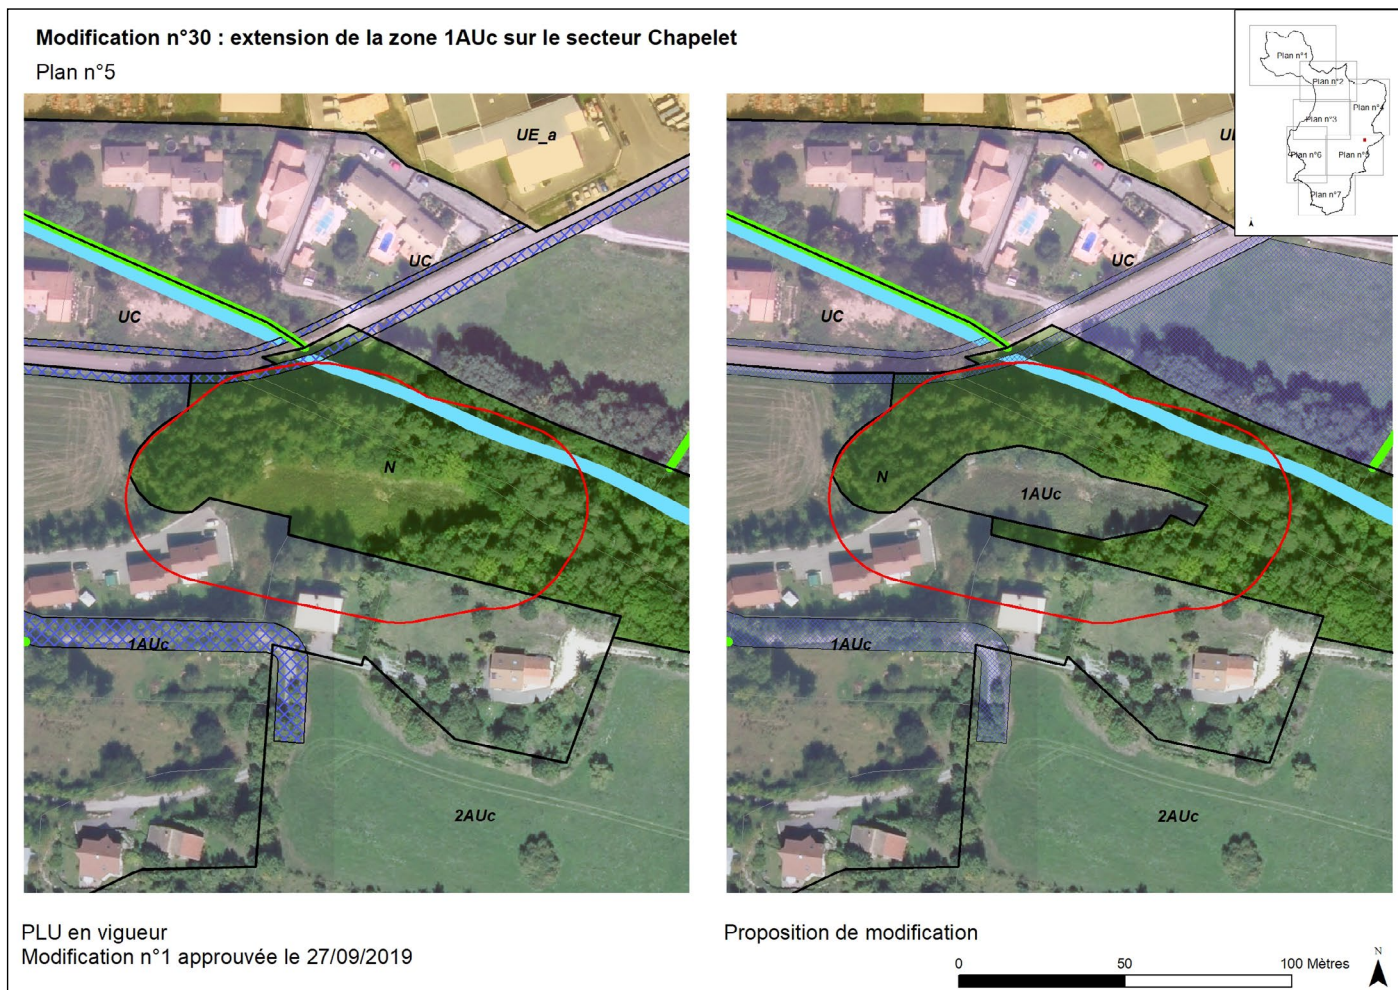 Modification n°30 : extension de la zone 1AUc sur le secteur Chapelet
Plan n°5
Plan n°1
Plan n°2
Plan n°4
Plan n°3
Plan n°6
Plan n°5
Plan n°7
UE_a
UC
UC
N
1AUc
2AUc
UC
UC
N
1AUc
1AUc
2AUc
PLU en vigueur
Modification n°1 approuvée le 27/09/2019
Proposition de modification
0 50 100 Mètres
N